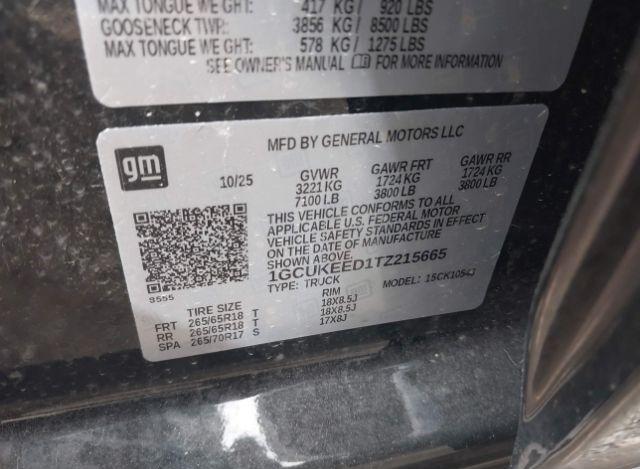 MAX TONGUE WEIGHT: 417 KG / 920 LBS
GOOSENECK TWR: 3856 KG / 8500 LBS
MAX TONGUE WEIGHT: 578 KG / 1275 LBS
SEE OWNER'S MANUAL FOR MORE INFORMATION
MFD BY GENERAL MOTORS LLC
gm
10/25
GVWR GAWR FRT GAWR RR
3221 KG 1724 KG 1724 KG
7100 LB 3800 LB 3800 LB
THIS VEHICLE CONFORMS TO ALL
APPLICABLE U.S. FEDERAL MOTOR
VEHICLE SAFETY STANDARDS IN EFFECT
ON THE DATE OF MANUFACTURE
SHOWN ABOVE.
1GCUKEED1TZ215665
TYPE: TRUCK MODEL: 15CK1054J
9555
TIRE SIZE RIM
FRT 265/65R18 T 18X8.5J
RR 265/65R18 T 18X8.5J
SPA 265/70R17 S 17X8J